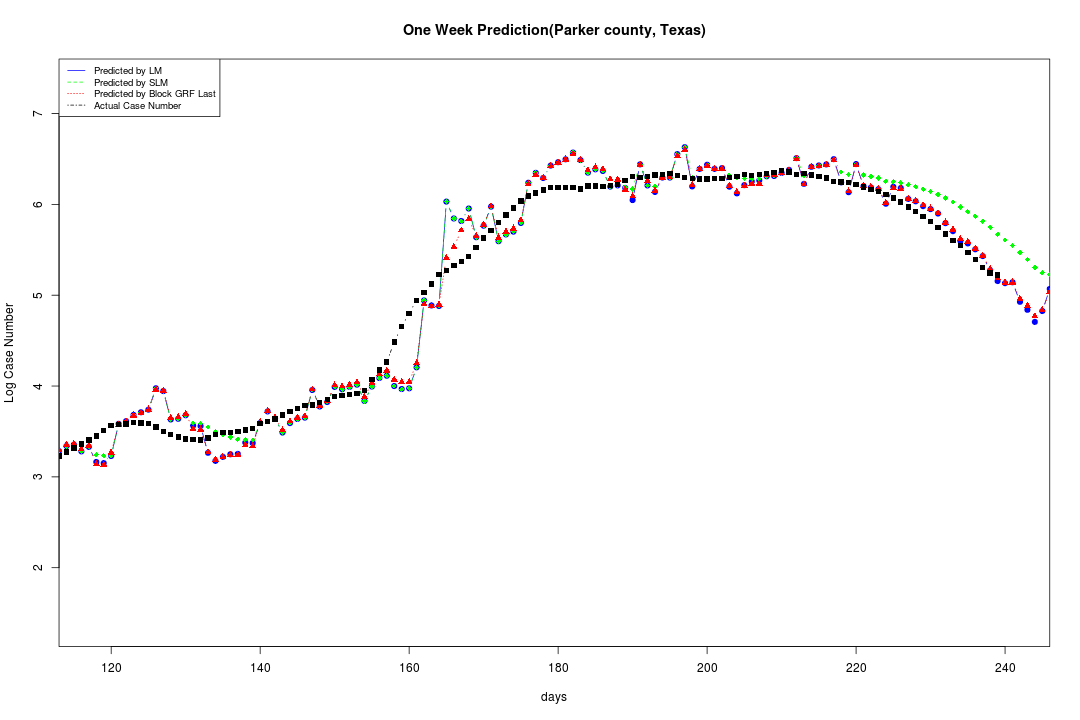 One Week Prediction(Parker county, Texas)
Predicted by LM
Predicted by SLM
Predicted by Block GRF Last
Actual Case Number
7
6
5
4
3
2
Log Case Number
120 140 160 180 200 220 240
days